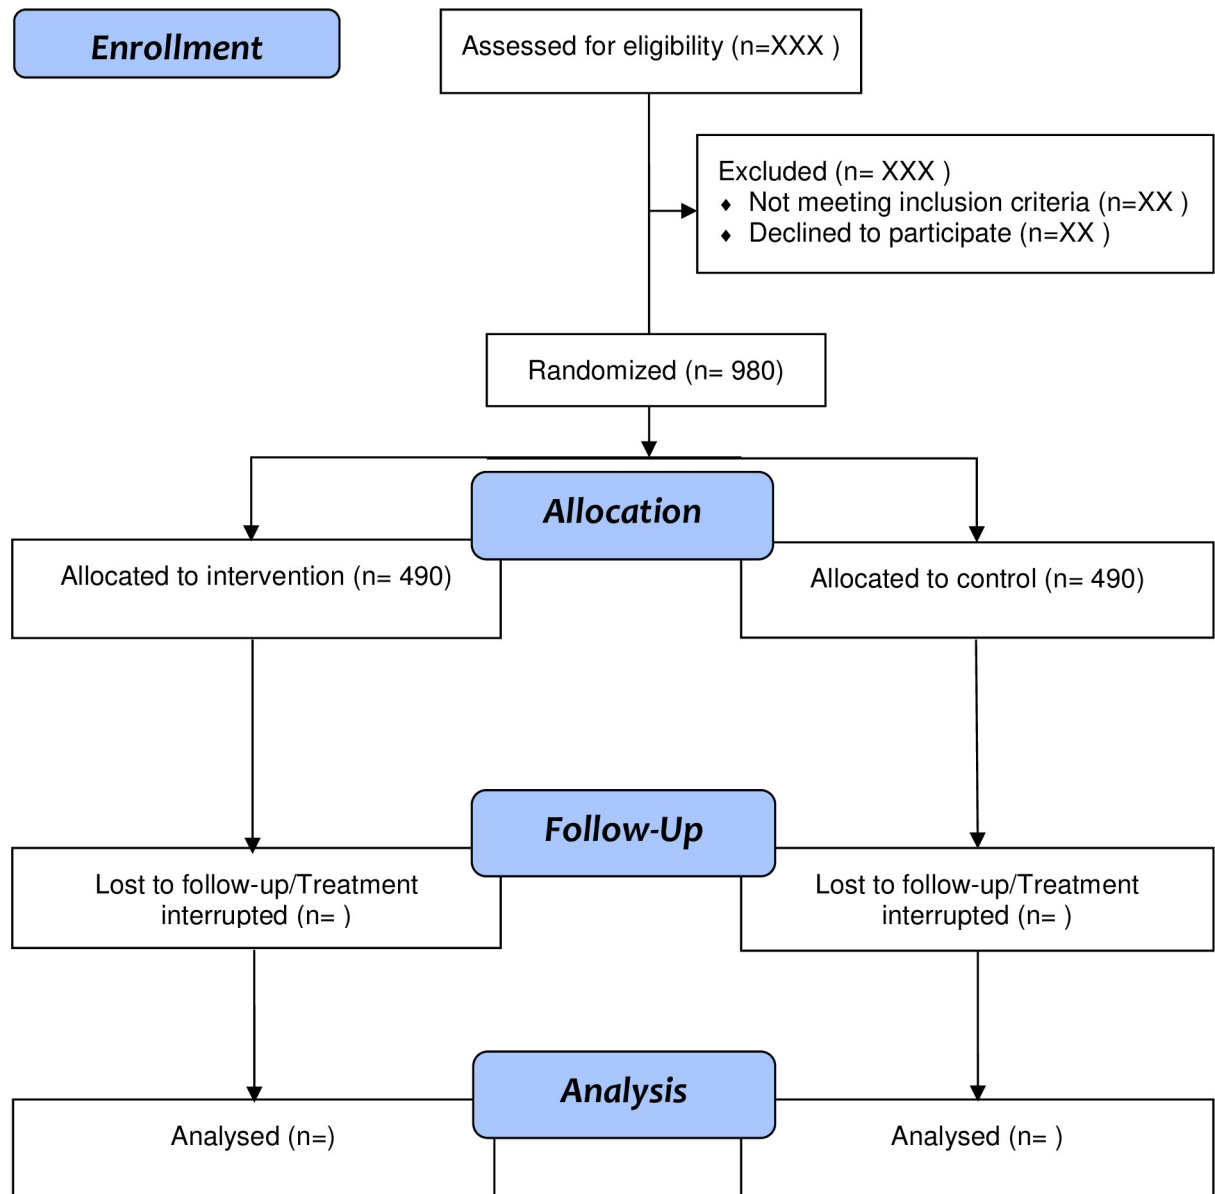 Enrollment
Assessed for eligibility (n=XXX )
Excluded (n= XXX )
♦ Not meeting inclusion criteria (n=XX )
♦ Declined to participate (n=XX )
Randomized (n= 980)
Allocation
Allocated to intervention (n= 490)
Allocated to control (n= 490)
Follow-Up
Lost to follow-up/Treatment
interrupted (n= )
Lost to follow-up/Treatment
interrupted (n= )
Analysis
Analysed (n=)
Analysed (n= )